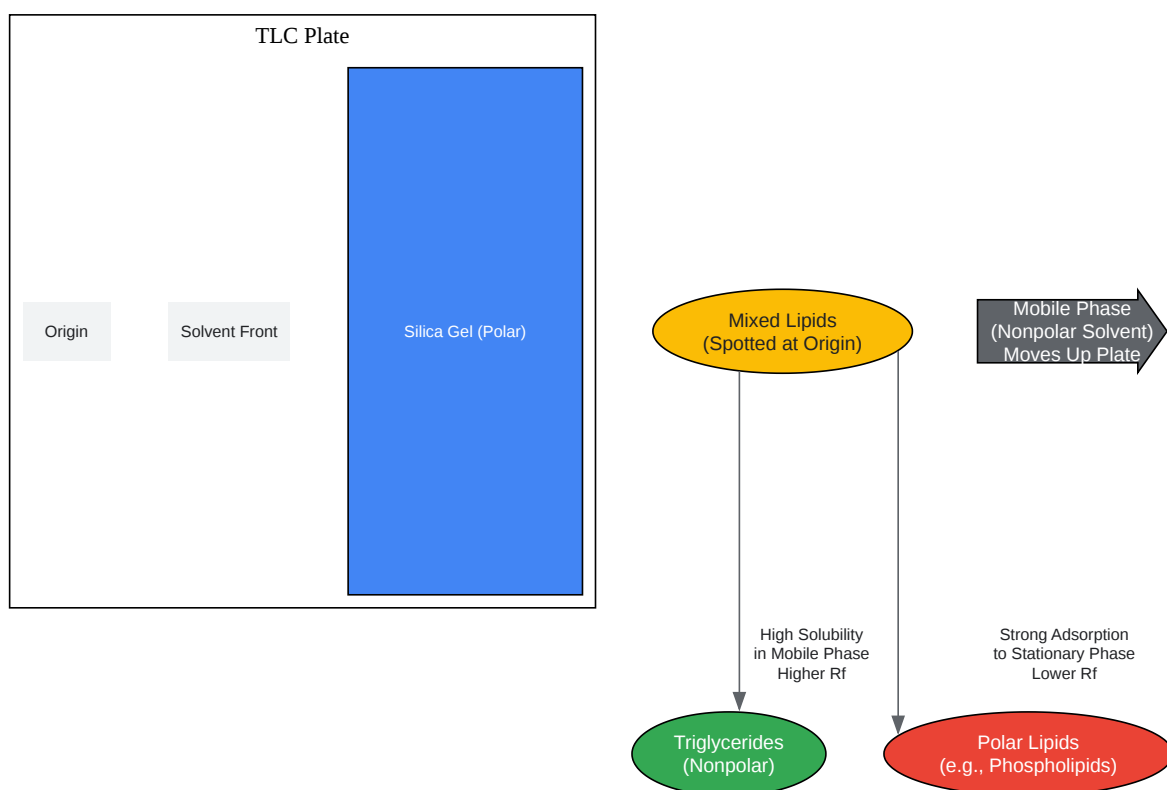 TLC Plate
Origin
Solvent Front
Silica Gel (Polar)
Mixed Lipids
(Spotted at Origin)
Mobile Phase
(Nonpolar Solvent)
Moves Up Plate
High Solubility
in Mobile Phase
Higher Rf
Strong Adsorption
to Stationary Phase
Lower Rf
Triglycerides
(Nonpolar)
Polar Lipids
(e.g., Phospholipids)